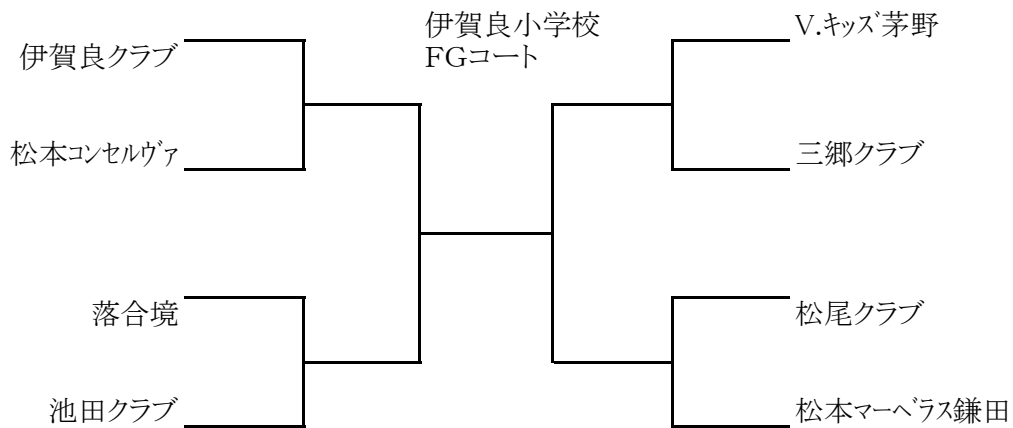 伊賀良小学校
FGコート
伊賀良クラブ
松本ｺﾝｾﾙｳﾞｧ
落合境
池田クラブ
V.ｷｯｽﾞ茅野
三郷クラブ
松尾クラブ
松本ﾏｰﾍﾞﾗｽ鎌田